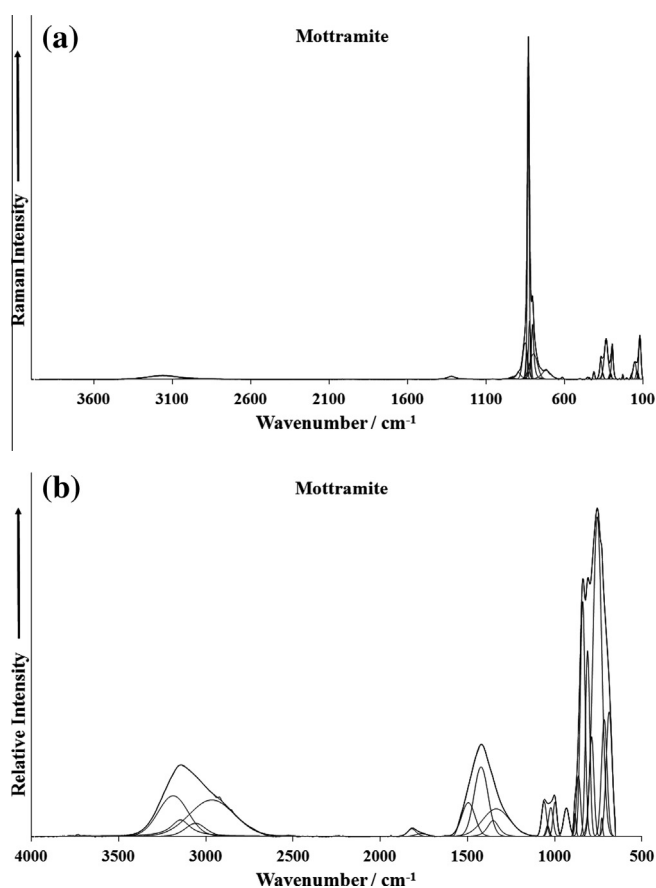 (a)
Mottramite
Raman Intensity
3600 3100 2600 2100 1600 1100 600 100
Wavenumber / cm-1
(b)
Mottramite
Relative Intensity
4000 3500 3000 2500 2000 1500 1000 500
Wavenumber / cm-1